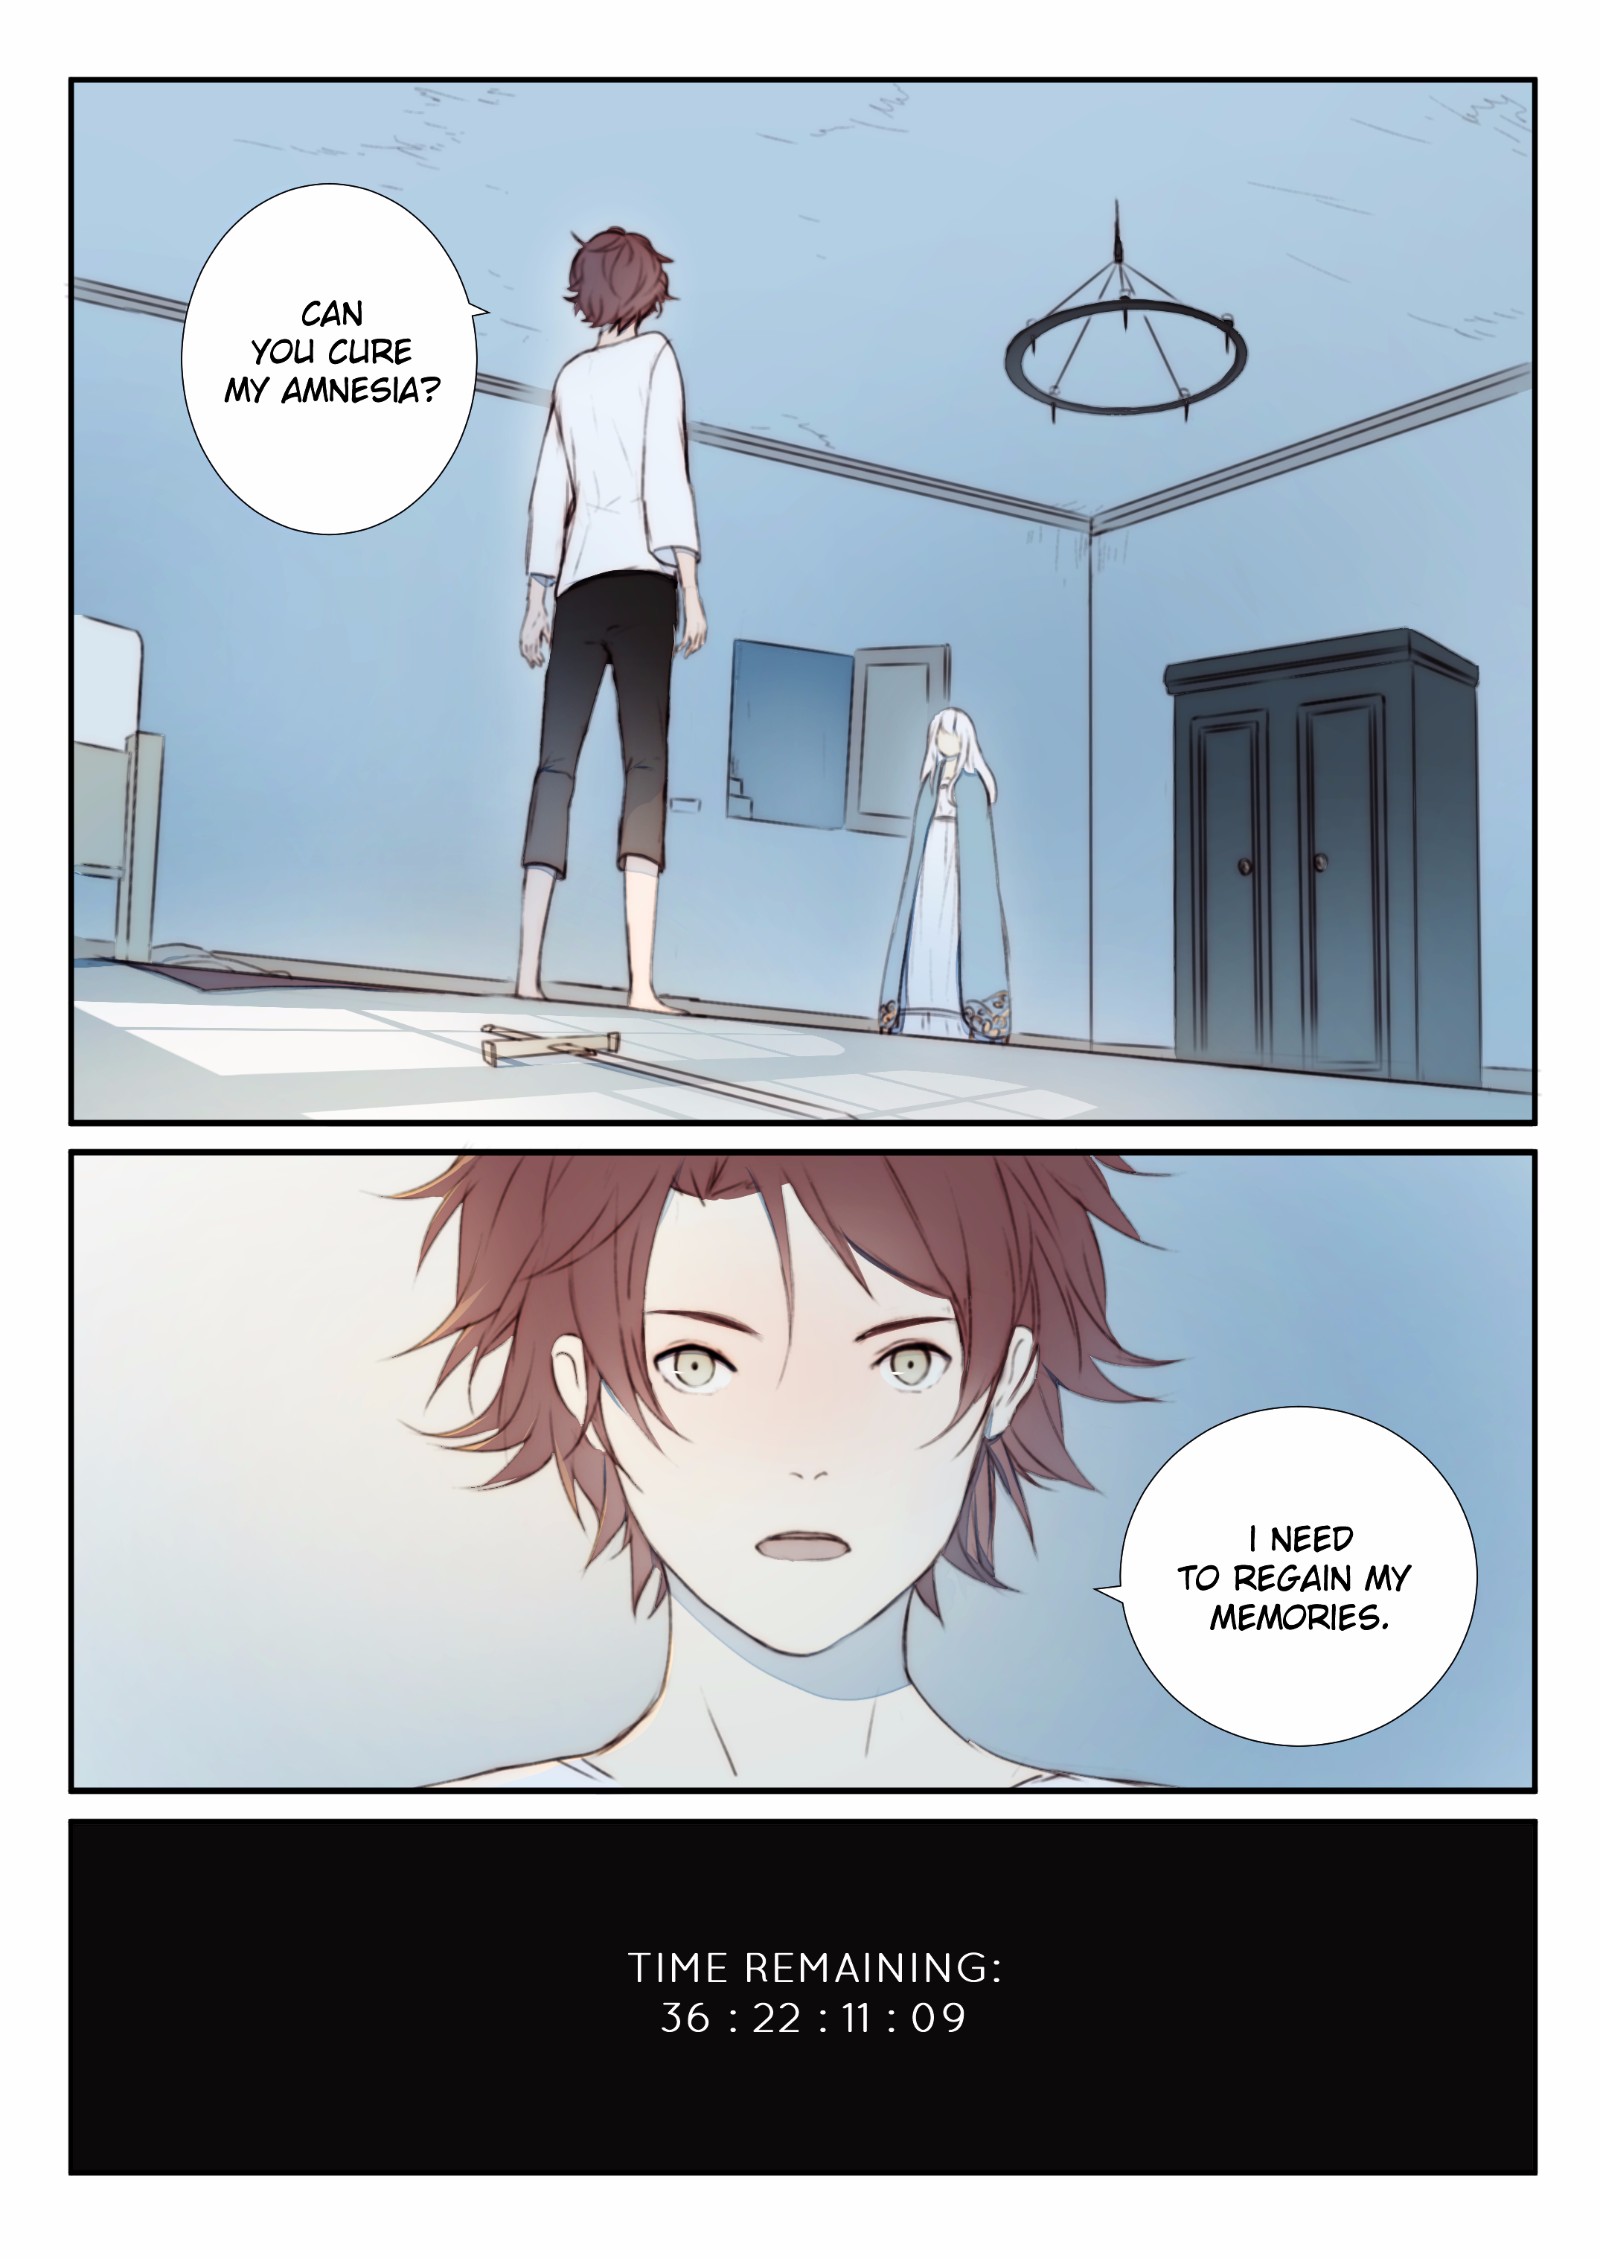 CAN
YOU CURE
MY AMNESIA?
I NEED
TO REGAIN MY
MEMORIES.
TIME REMAINING:
36 : 22 : 11 : 09